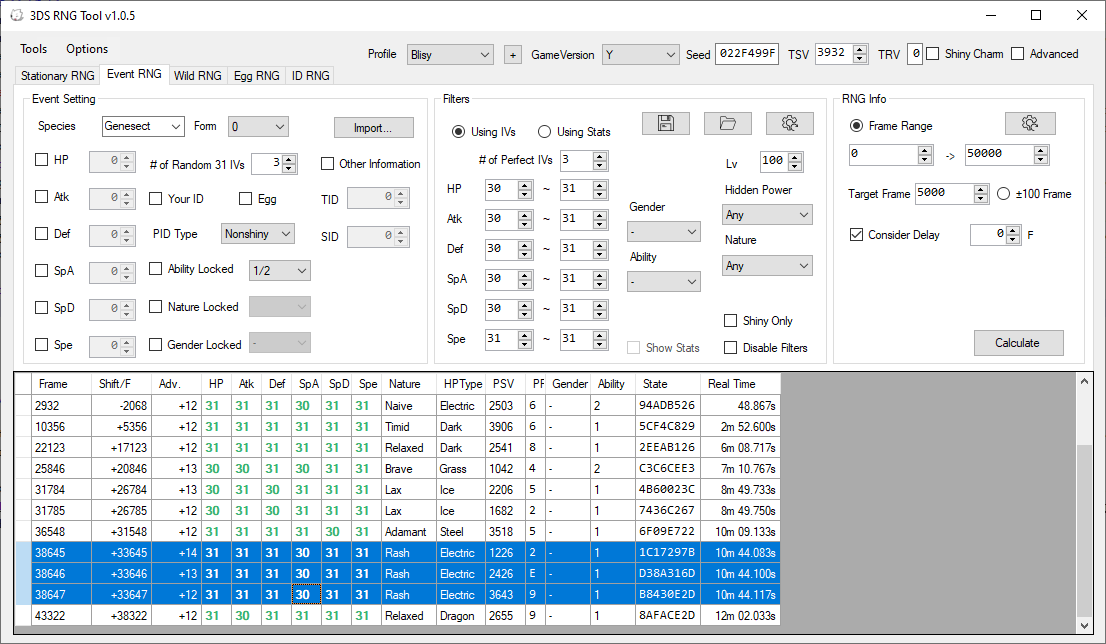 3DS RNG Tool v1.0.5
Tools Options
Profile Blisy + GameVersion Y Seed 022F499F TSV 3932 TRV 0 Shiny Charm Advanced
Stationary RNG Event RNG Wild RNG Egg RNG ID RNG
Event Setting
Species Genesect Form 0 Import...
HP 0 # of Random 31 IVs 3 Other Information
Atk 0 Your ID Egg TID 0
Def 0 PID Type Nonshiny SID 0
SpA 0 Ability Locked 1/2
SpD 0 Nature Locked
Spe 0 Gender Locked -
Filters
Using IVs Using Stats
# of Perfect IVs 3 Lv 100
HP 30 ~ 31 Hidden Power
Atk 30 ~ 31 Gender - Any
Def 30 ~ 31 Nature
SpA 30 ~ 31 Ability - Any
SpD 30 ~ 31 Shiny Only
Spe 31 ~ 31 Show Stats Disable Filters
RNG Info
Frame Range
0 -> 50000
Target Frame 5000 ±100 Frame
Consider Delay 0 F
Calculate
Frame Shift/F Adv. HP Atk Def SpA SpD Spe Nature HPType PSV PF Gender Ability State Real Time
2932 -2068 +12 31 31 31 30 31 31 Naive Electric 2503 6 - 2 94ADB526 48.867s
10356 +5356 +12 31 31 31 31 31 31 Timid Dark 3906 6 - 1 5CF4C829 2m 52.600s
22123 +17123 +12 31 31 31 31 31 31 Relaxed Dark 2541 8 - 1 2EEAB126 6m 08.717s
25846 +20846 +13 30 30 31 30 31 31 Brave Grass 1042 4 - 2 C3C6CEE3 7m 10.767s
31784 +26784 +13 30 31 30 31 31 31 Lax Ice 2206 5 - 1 4B60023C 8m 49.733s
31785 +26785 +12 30 31 31 31 31 31 Lax Ice 1682 2 - 1 7436C267 8m 49.750s
36548 +31548 +12 31 31 31 31 30 31 Adamant Steel 3518 5 - 1 6F09E722 10m 09.133s
38645 +33645 +14 31 31 31 30 31 31 Rash Electric 1226 2 - 1 1C17297B 10m 44.083s
38646 +33646 +13 31 31 31 30 31 31 Rash Electric 2426 E - 1 D38A316D 10m 44.100s
38647 +33647 +12 31 31 31 30 31 31 Rash Electric 3643 9 - 1 B8430E2D 10m 44.117s
43322 +38322 +12 31 30 31 31 31 31 Relaxed Dragon 2655 9 - 1 8AFACE2D 12m 02.033s